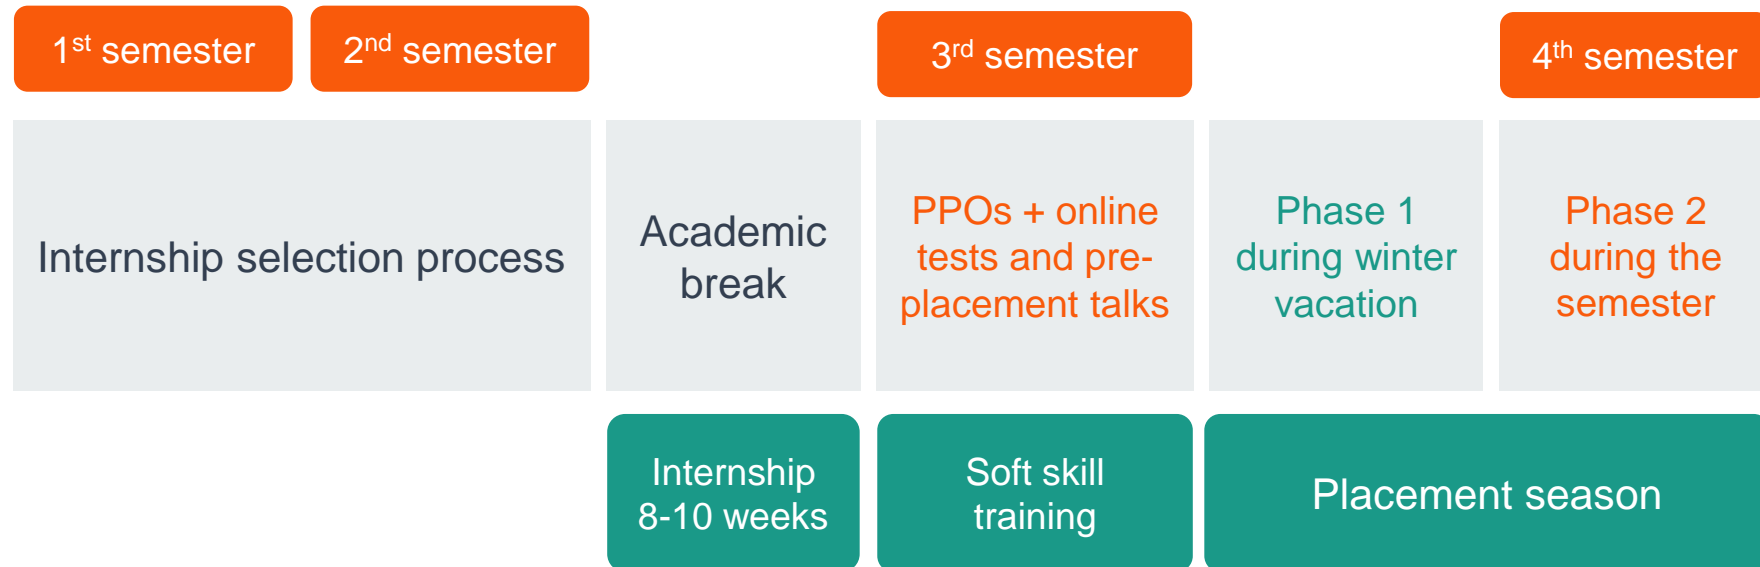 1st semester
2nd semester
3rd semester
4th semester
Internship selection process
Academic
break
PPOs + online
tests and pre-
placement talks
Phase 1
during winter
vacation
Phase 2
during the
semester
Internship
8-10 weeks
Soft skill
training
Placement season